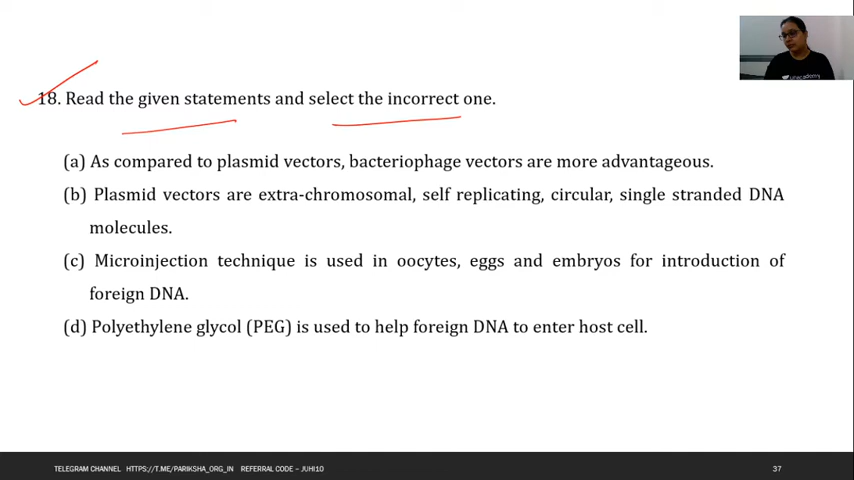 unacademy
18. Read the given statements and select the incorrect one.
(a) As compared to plasmid vectors, bacteriophage vectors are more advantageous.
(b) Plasmid vectors are extra-chromosomal, self replicating, circular, single stranded DNA
molecules.
(c) Microinjection technique is used in oocytes, eggs and embryos for introduction of
foreign DNA.
(d) Polyethylene glycol (PEG) is used to help foreign DNA to enter host cell.
TELEGRAM CHANNEL HTTPS://T.ME/PARIKSHA_ORG_IN REFERRAL CODE – JUHI10
37